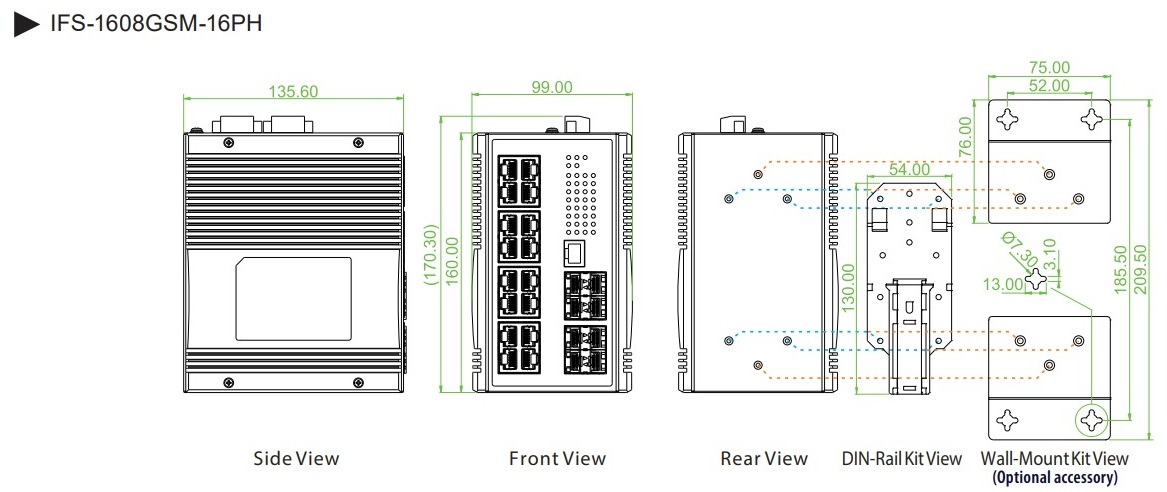 IFS-1608GSM-16PH
75.00
52.00
135.60
99.00
76.00
54.00
(170.30)
160.00
130.00
Ø7.30
3.10
13.00
185.50
209.50
Side View
Front View
Rear View
DIN-Rail Kit View
Wall-Mount Kit View
(Optional accessory)